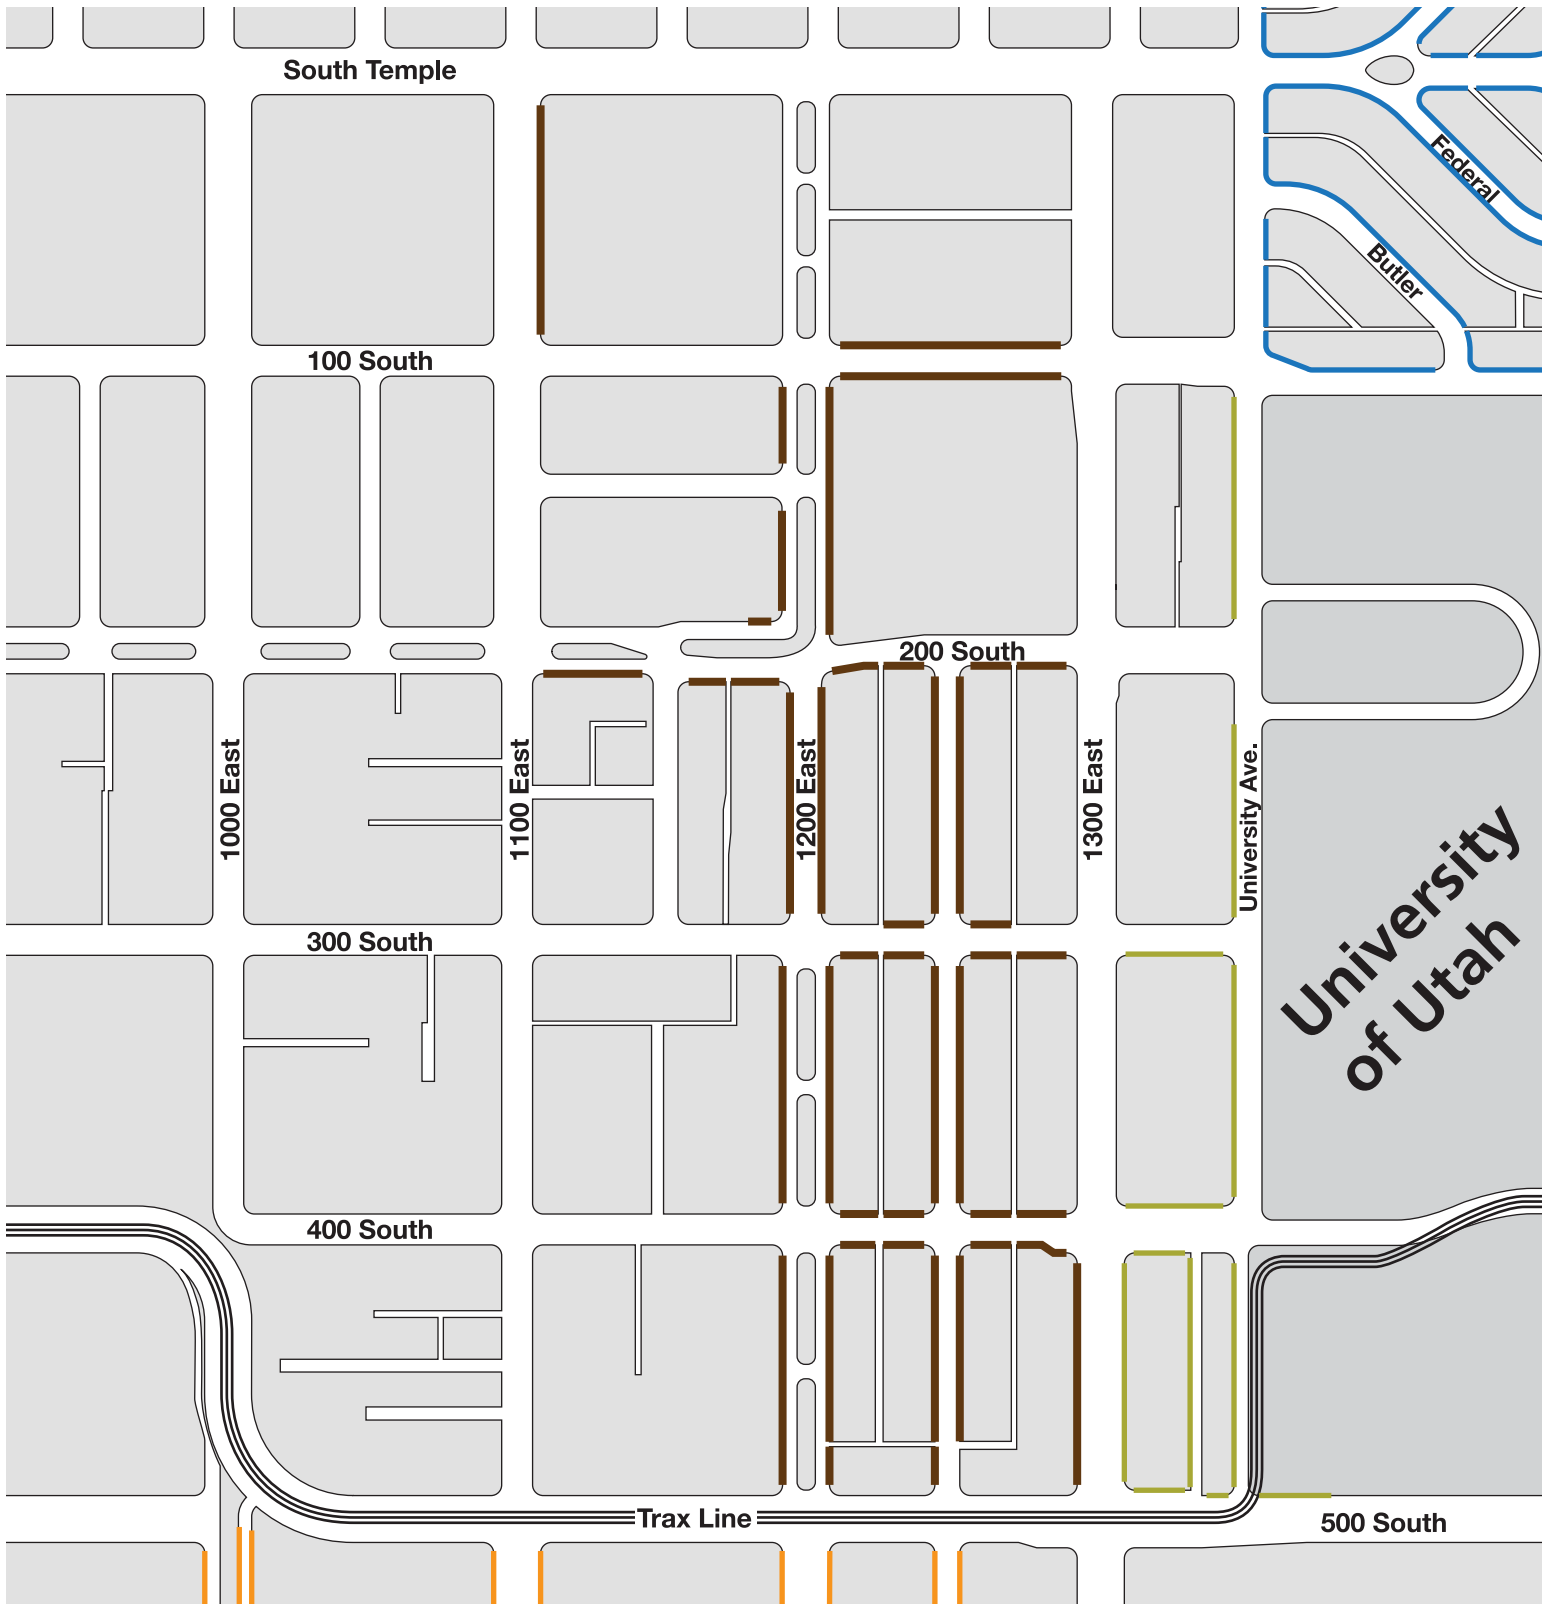 South Temple
Federal
Butler
100 South
200 South
1000 East
1100 East
1200 East
1300 East
University Ave.
University
of Utah
300 South
400 South
Trax Line
500 South